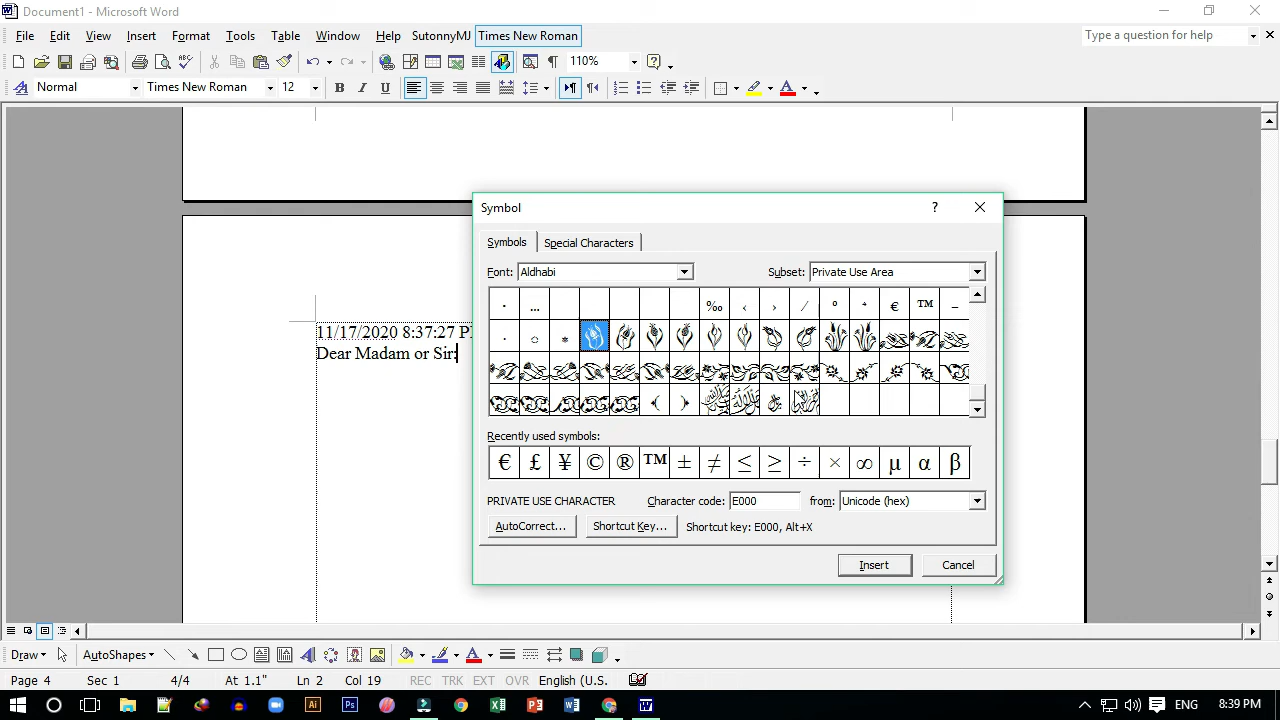 Document1 - Microsoft Word
File Edit View Insert Format Tools Table Window Help SutonnyMJ Times New Roman Type a question for help
110%
Normal Times New Roman 12 B I U A
Symbol ?
Symbols Special Characters
Font: Aldhabi Subset: Private Use Area
· … ‰ ‹ › ⁄ € ™ −
11/17/2020 8:37:27 P
Dear Madam or Sir:
Recently used symbols:
€ £ ¥ © ® ™ ± ≠ ≤ ≥ ÷ × ∞ µ α β
PRIVATE USE CHARACTER Character code: E000 from: Unicode (hex)
AutoCorrect... Shortcut Key... Shortcut key: E000, Alt+X
Insert Cancel
Draw AutoShapes
Page 4 Sec 1 4/4 At 1.1" Ln 2 Col 19 REC TRK EXT OVR English (U.S.
ENG 8:39 PM